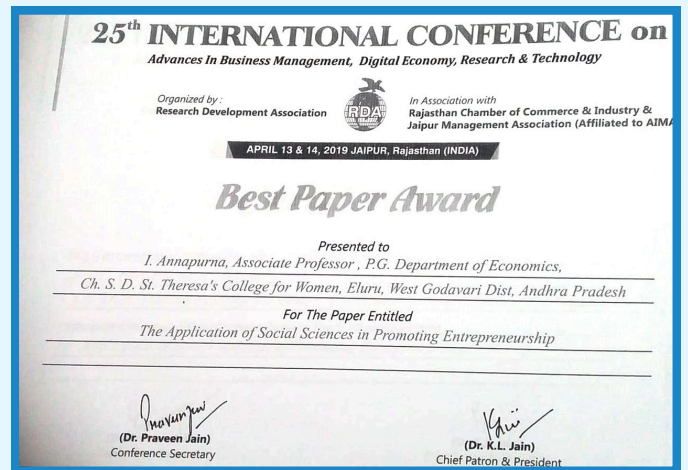 25th INTERNATIONAL CONFERENCE on
Advances In Business Management, Digital Economy, Research & Technology
Organized by :
Research Development Association
RDA
In Association with
Rajasthan Chamber of Commerce & Industry &
Jaipur Management Association (Affiliated to AIMA
APRIL 13 & 14, 2019 JAIPUR, Rajasthan (INDIA)
Best Paper Award
Presented to
I. Annapurna, Associate Professor , P.G. Department of Economics,
Ch. S. D. St. Theresa's College for Women, Eluru, West Godavari Dist, Andhra Pradesh
For The Paper Entitled
The Application of Social Sciences in Promoting Entrepreneurship
(Dr. Praveen Jain)
Conference Secretary
(Dr. K.L. Jain)
Chief Patron & President